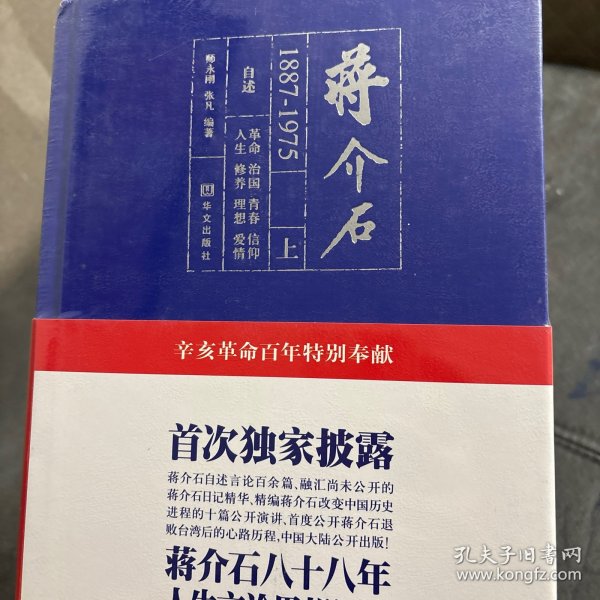 蒋介石
1887-1975
上
自述
革命 治国 青春 信仰
人生 修养 理想 爱情
师永刚 张凡 编著
华文出版社
辛亥革命百年特别奉献
首次独家披露
蒋介石自述言论百余篇、融汇尚未公开的
蒋介石日记精华、精编蒋介石改变中国历史
进程的十篇公开演讲、首度公开蒋介石退
败台湾后的心路历程,中国大陆公开出版!
蒋介石八十八年
人生言论
孔夫子旧书网
www.kongfz.com